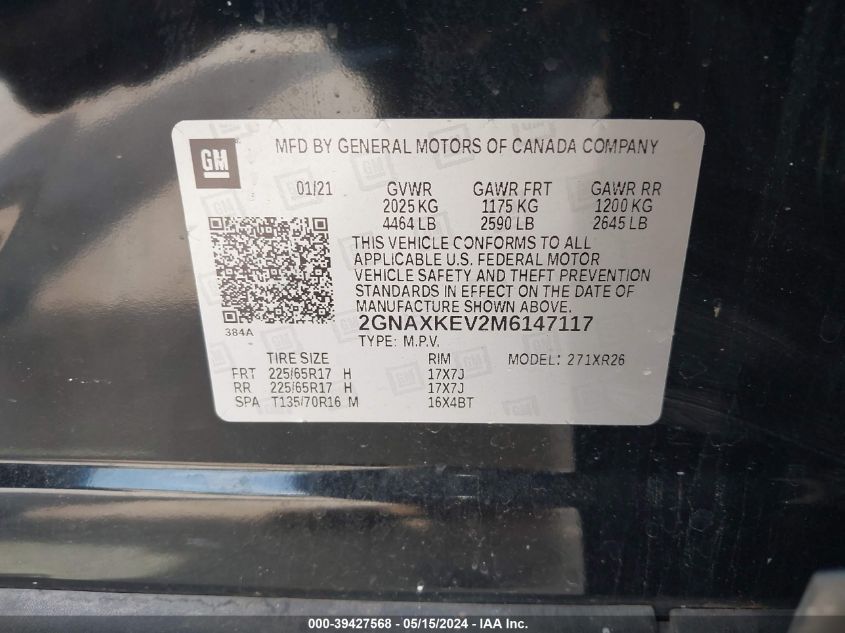 GM
MFD BY GENERAL MOTORS OF CANADA COMPANY
01/21 GVWR GAWR FRT GAWR RR
2025 KG 1175 KG 1200 KG
4464 LB 2590 LB 2645 LB
THIS VEHICLE CONFORMS TO ALL
APPLICABLE U.S. FEDERAL MOTOR
VEHICLE SAFETY AND THEFT PREVENTION
STANDARDS IN EFFECT ON THE DATE OF
MANUFACTURE SHOWN ABOVE.
384A
2GNAXKEV2M6147117
TYPE: M.P.V.
TIRE SIZE RIM MODEL: 271XR26
FRT 225/65R17 H 17X7J
RR 225/65R17 H 17X7J
SPA T135/70R16 M 16X4BT
000-39427568 - 05/15/2024 - IAA Inc.